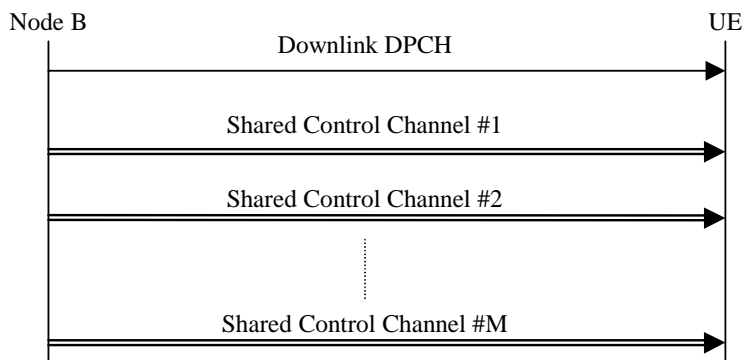 Node B UE
Downlink DPCH
Shared Control Channel #1
Shared Control Channel #2
Shared Control Channel #M